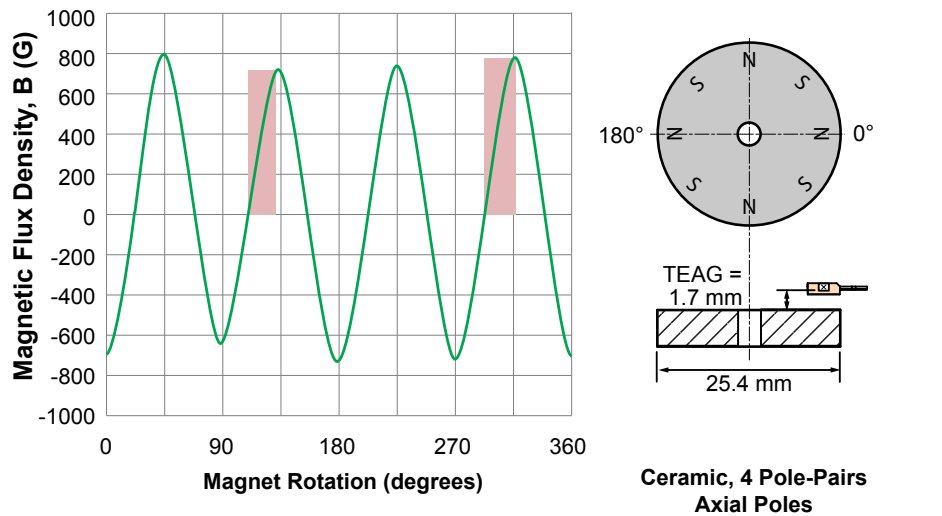 Magnetic Flux Density, B (G)
1000
800
600
400
200
0
-200
-400
-600
-800
-1000
0 90 180 270 360
Magnet Rotation (degrees)
N
S
S
180°
N
N
0°
S
S
N
TEAG =
1.7 mm
25.4 mm
Ceramic, 4 Pole-Pairs
Axial Poles